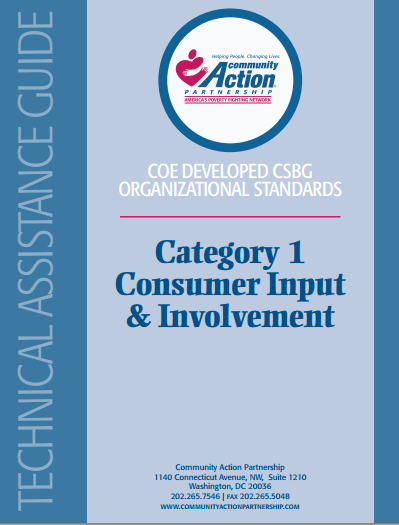 TECHNICAL ASSISTANCE GUIDE
Helping People. Changing Lives.
community
Action
PARTNERSHIP
AMERICA'S POVERTY FIGHTING NETWORK
COE DEVELOPED CSBG
ORGANIZATIONAL STANDARDS
Category 1
Consumer Input
& Involvement
Community Action Partnership
1140 Connecticut Avenue, NW, Suite 1210
Washington, DC 20036
202.265.7546 | FAX 202.265.5048
WWW.COMMUNITYACTIONPARTNERSHIP.COM